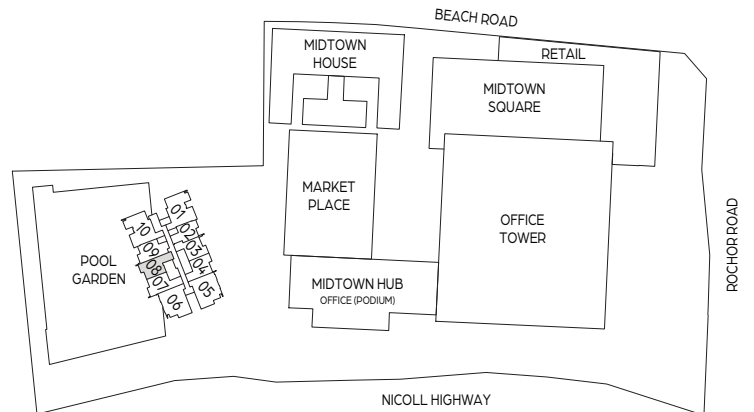 BEACH ROAD
MIDTOWN
HOUSE
RETAIL
MIDTOWN
SQUARE
MARKET
PLACE
OFFICE
TOWER
ROCHOR ROAD
POOL
GARDEN
10
09
08
07
06
01
02
03
04
05
MIDTOWN HUB
OFFICE (PODIUM)
NICOLL HIGHWAY